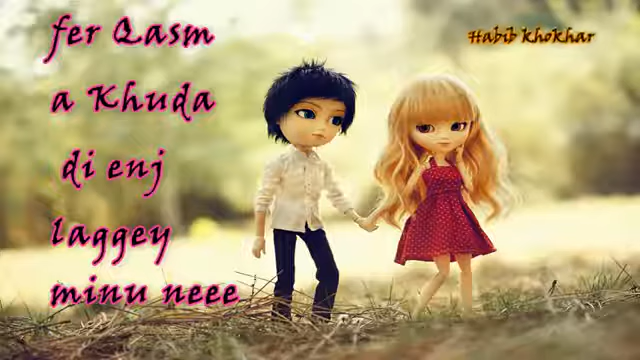 fer Qasm
a Khuda
di enj
laggey
minu neee
Habib khokhar